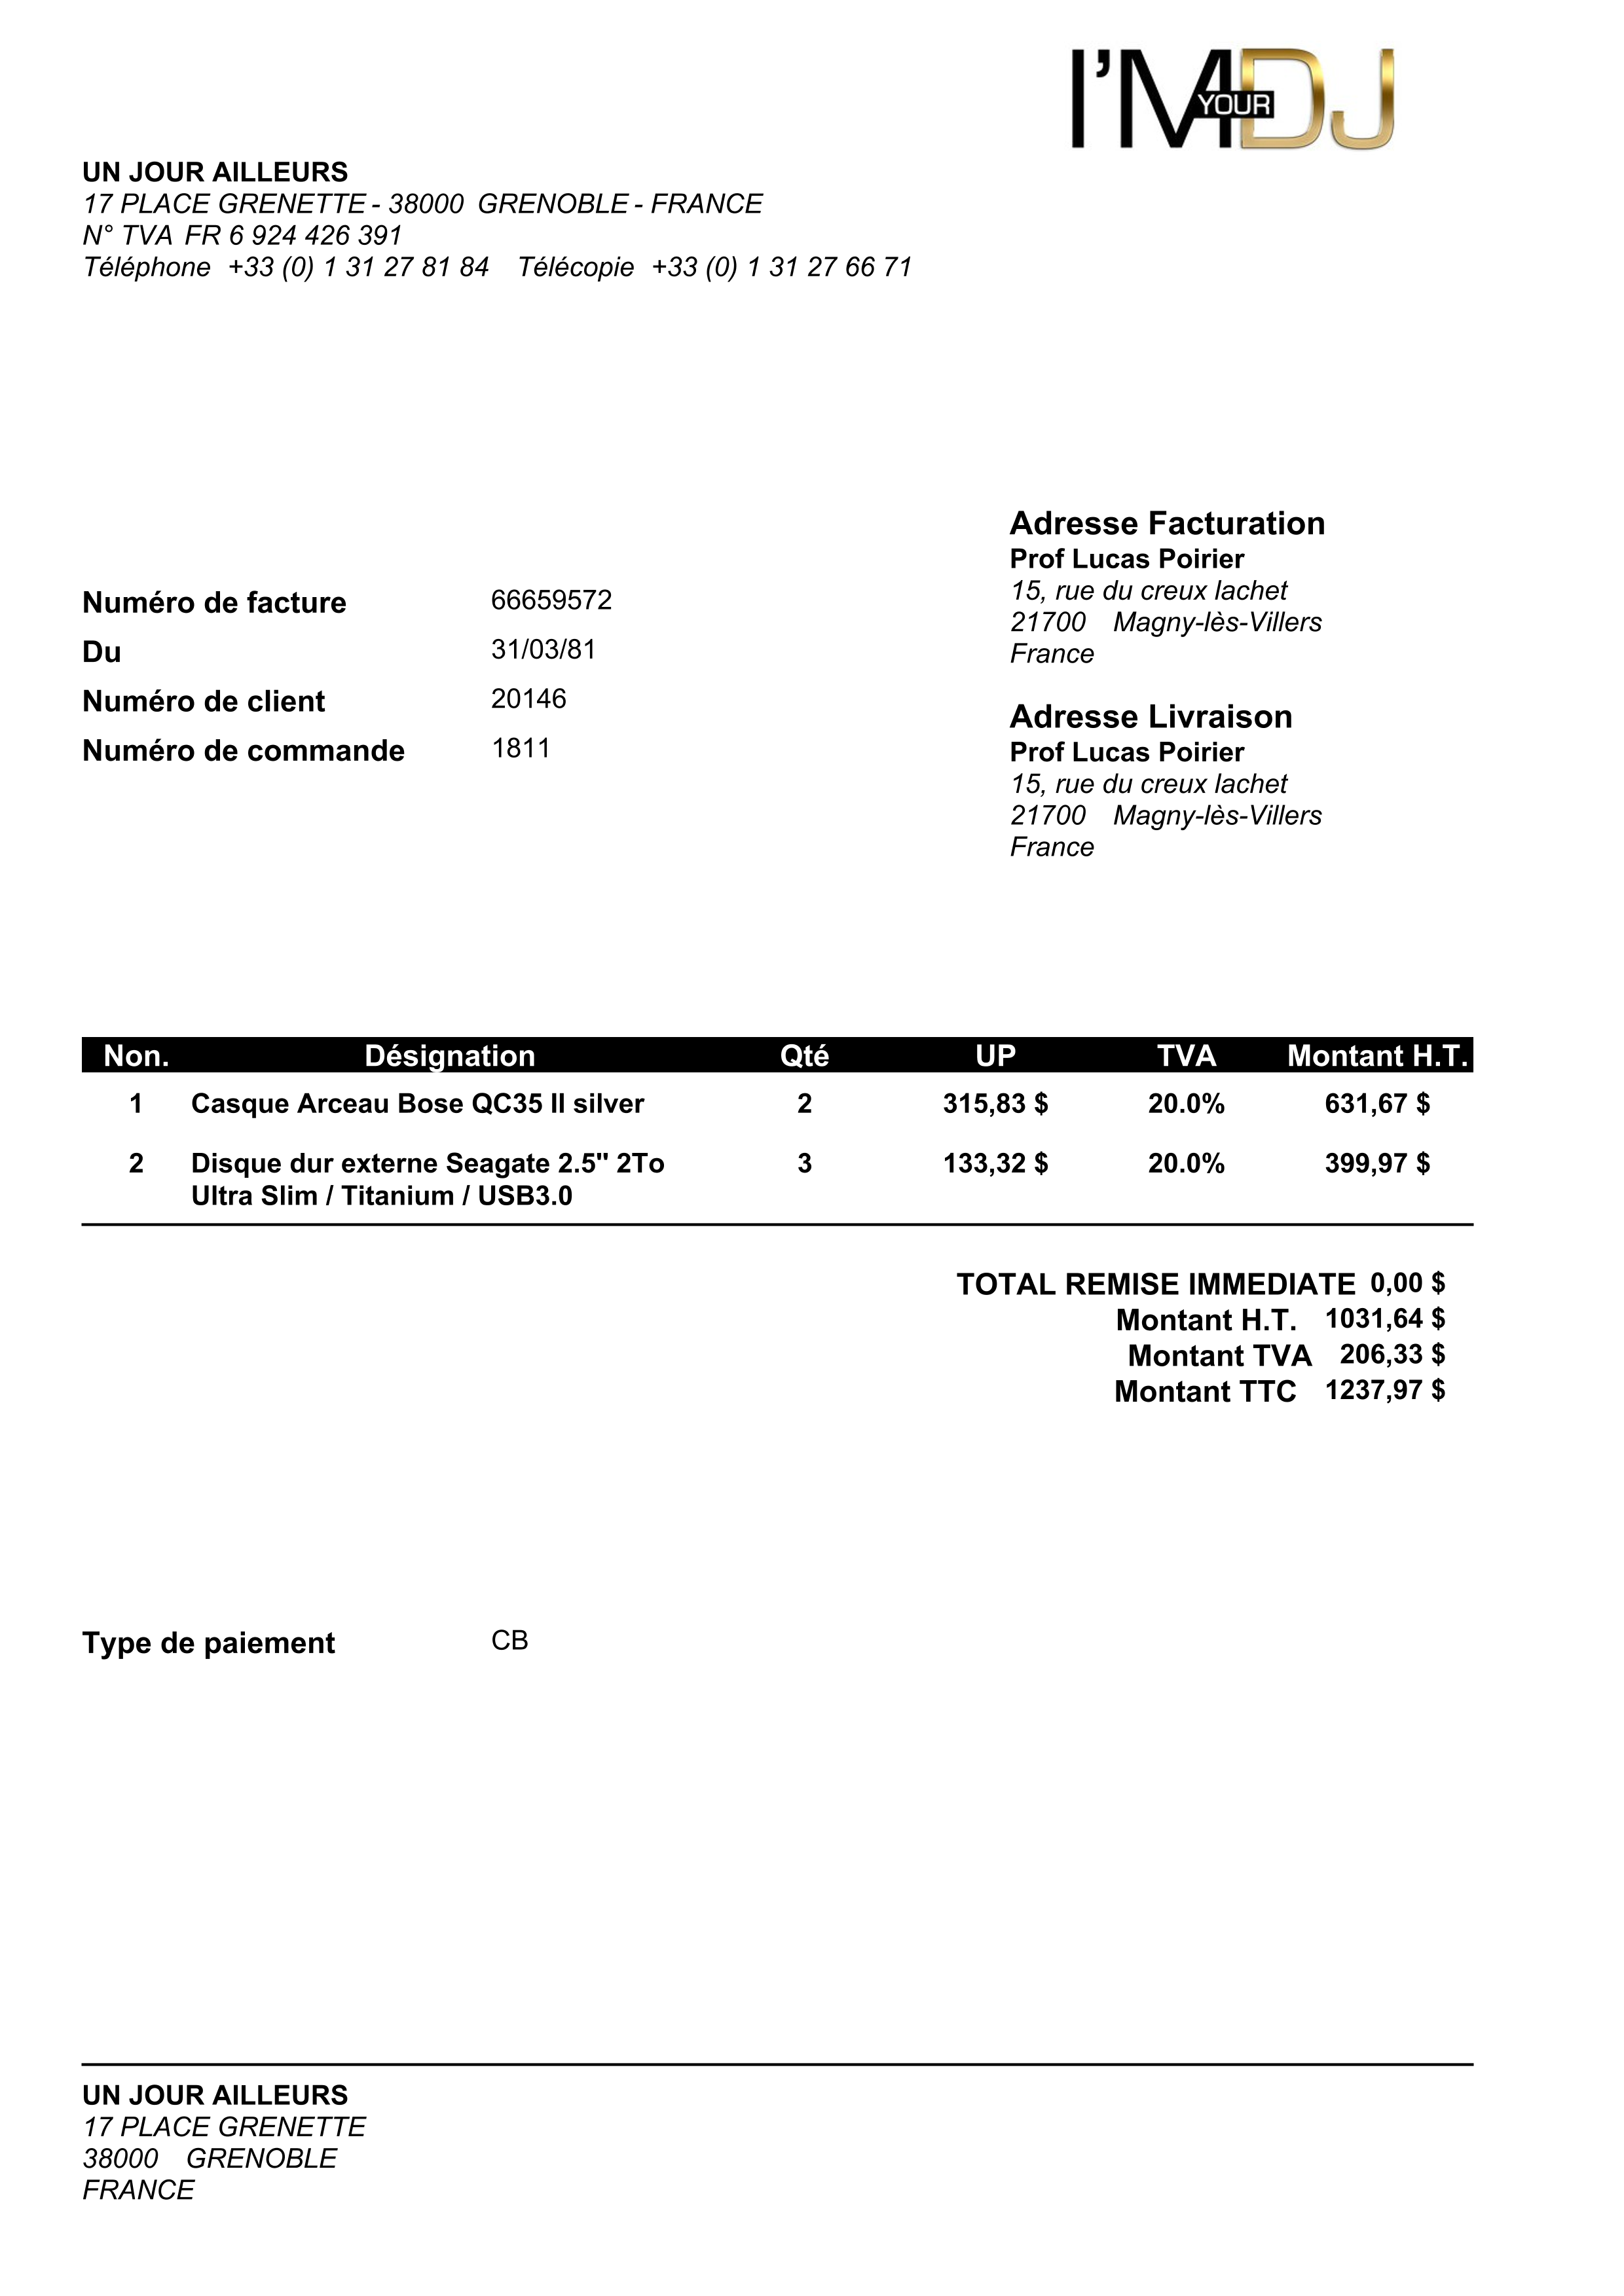 I'M YOUR DJ
UN JOUR AILLEURS
17 PLACE GRENETTE - 38000 GRENOBLE - FRANCE
N° TVA FR 6 924 426 391
Téléphone +33 (0) 1 31 27 81 84 Télécopie +33 (0) 1 31 27 66 71
Adresse Facturation
Prof Lucas Poirier
15, rue du creux lachet
21700 Magny-lès-Villers
France
Numéro de facture 66659572
Du 31/03/81
Numéro de client 20146
Numéro de commande 1811
Adresse Livraison
Prof Lucas Poirier
15, rue du creux lachet
21700 Magny-lès-Villers
France
Non. Désignation Qté UP TVA Montant H.T.
1 Casque Arceau Bose QC35 II silver 2 315,83 $ 20.0% 631,67 $
2 Disque dur externe Seagate 2.5" 2To 3 133,32 $ 20.0% 399,97 $
Ultra Slim / Titanium / USB3.0
TOTAL REMISE IMMEDIATE 0,00 $
Montant H.T. 1031,64 $
Montant TVA 206,33 $
Montant TTC 1237,97 $
Type de paiement CB
UN JOUR AILLEURS
17 PLACE GRENETTE
38000 GRENOBLE
FRANCE